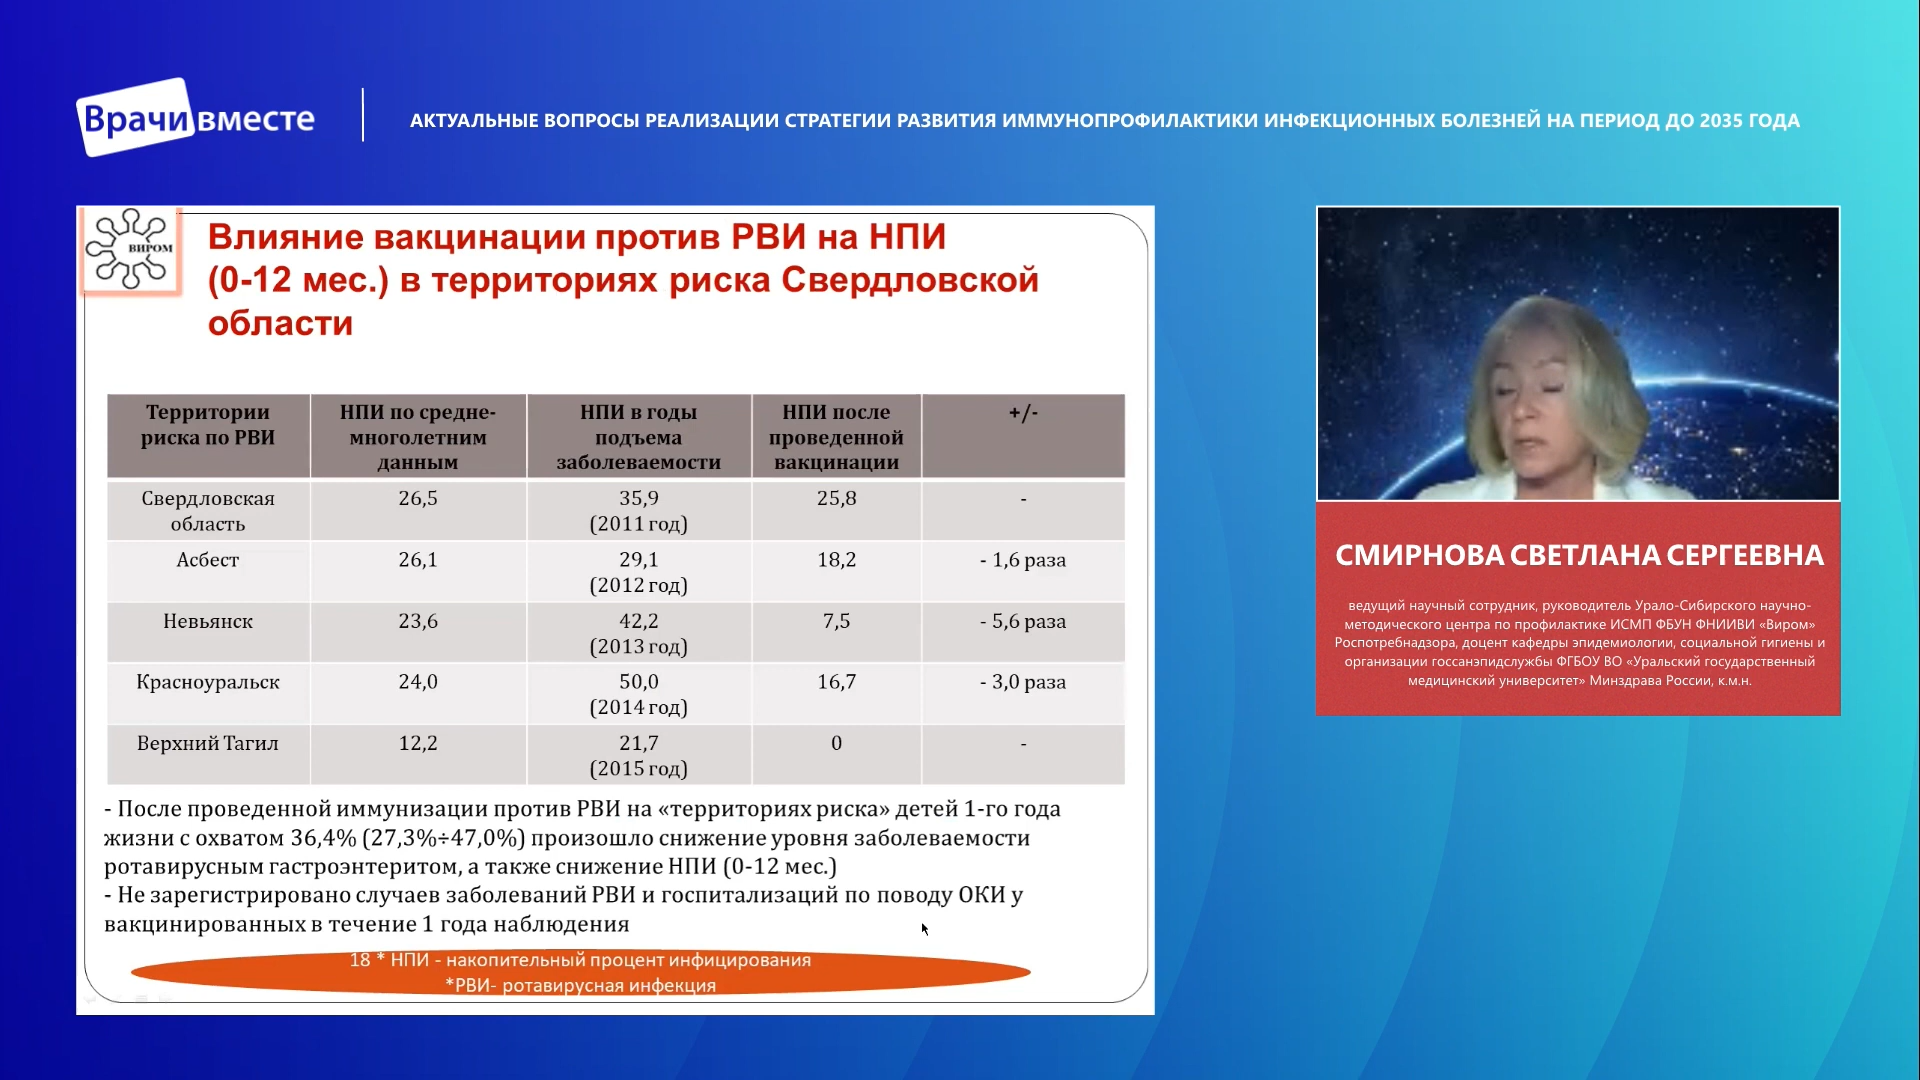 Врачи вместе
АКТУАЛЬНЫЕ ВОПРОСЫ РЕАЛИЗАЦИИ СТРАТЕГИИ РАЗВИТИЯ ИММУНОПРОФИЛАКТИКИ ИНФЕКЦИОННЫХ БОЛЕЗНЕЙ НА ПЕРИОД ДО 2035 ГОДА
ВИРОМ
Влияние вакцинации против РВИ на НПИ
(0-12 мес.) в территориях риска Свердловской
области
Территории риска по РВИ | НПИ по средне-многолетним данным | НПИ в годы подъема заболеваемости | НПИ после проведенной вакцинации | +/-
Свердловская область | 26,5 | 35,9 (2011 год) | 25,8 | -
Асбест | 26,1 | 29,1 (2012 год) | 18,2 | - 1,6 раза
Невьянск | 23,6 | 42,2 (2013 год) | 7,5 | - 5,6 раза
Красноуральск | 24,0 | 50,0 (2014 год) | 16,7 | - 3,0 раза
Верхний Тагил | 12,2 | 21,7 (2015 год) | 0 | -
- После проведенной иммунизации против РВИ на «территориях риска» детей 1-го года
жизни с охватом 36,4% (27,3%÷47,0%) произошло снижение уровня заболеваемости
ротавирусным гастроэнтеритом, а также снижение НПИ (0-12 мес.)
- Не зарегистрировано случаев заболеваний РВИ и госпитализаций по поводу ОКИ у
вакцинированных в течение 1 года наблюдения
18 * НПИ - накопительный процент инфицирования
*РВИ- ротавирусная инфекция
СМИРНОВА СВЕТЛАНА СЕРГЕЕВНА
ведущий научный сотрудник, руководитель Урало-Сибирского научно-
методического центра по профилактике ИСМП ФБУН ФНИИВИ «Виром»
Роспотребнадзора, доцент кафедры эпидемиологии, социальной гигиены и
организации госсанэпидслужбы ФГБОУ ВО «Уральский государственный
медицинский университет» Минздрава России, к.м.н.